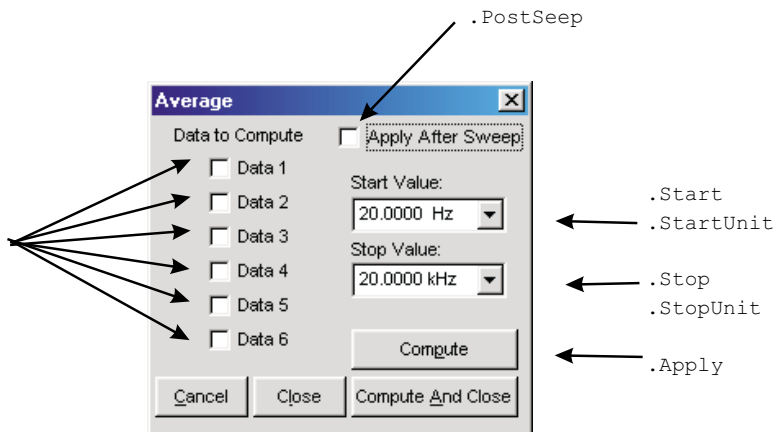 .PostSeep
Average
Data to Compute
Apply After Sweep
Data 1
Data 2
Data 3
Data 4
Data 5
Data 6
Start Value:
20.0000 Hz
Stop Value:
20.0000 kHz
.Start
.StartUnit
.Stop
.StopUnit
Compute
.Apply
Cancel
Close
Compute And Close